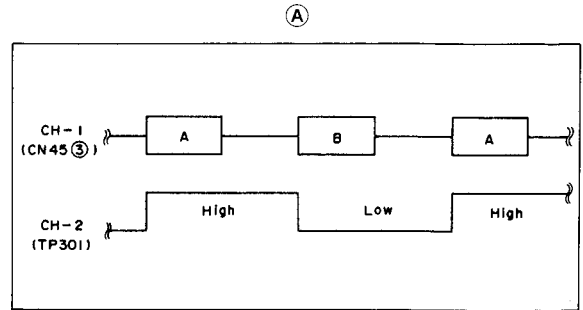 Ⓐ
CH-1
(CN45③)
A
B
A
CH-2
(TP301)
High
Low
High